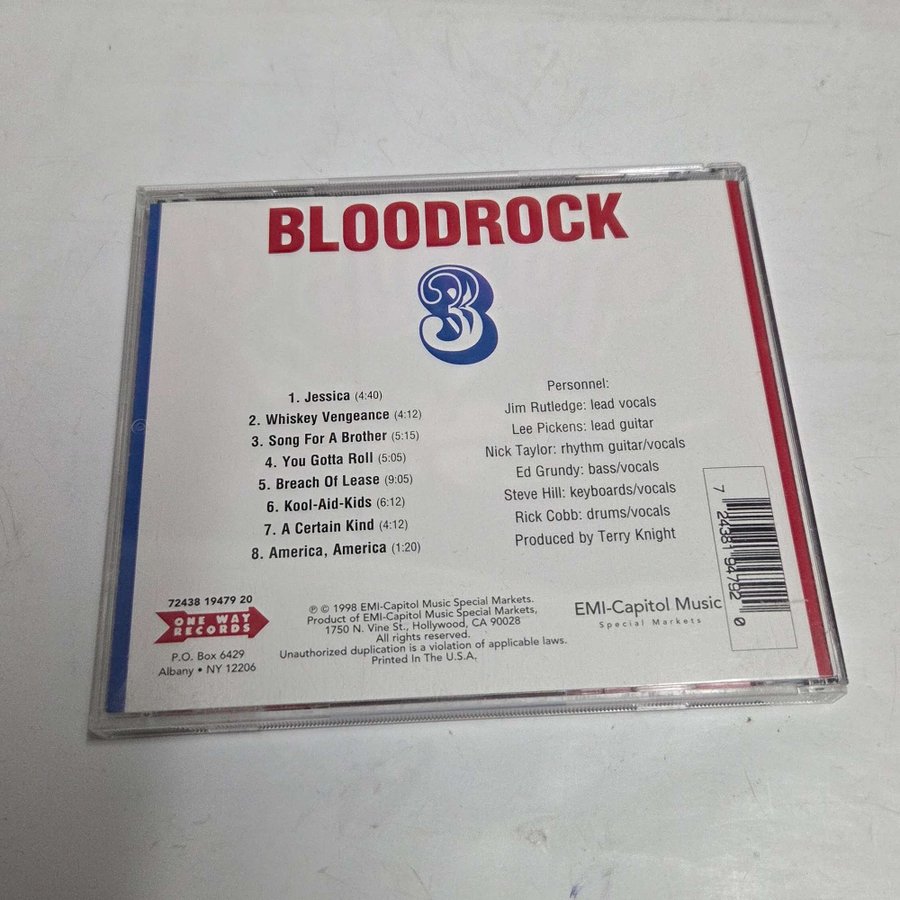 BLOODROCK
3
1. Jessica (4:40)
2. Whiskey Vengeance (4:12)
3. Song For A Brother (5:15)
4. You Gotta Roll (5:05)
5. Breach Of Lease (9:05)
6. Kool-Aid-Kids (6:12)
7. A Certain Kind (4:12)
8. America, America (1:20)
Personnel:
Jim Rutledge: lead vocals
Lee Pickens: lead guitar
Nick Taylor: rhythm guitar/vocals
Ed Grundy: bass/vocals
Steve Hill: keyboards/vocals
Rick Cobb: drums/vocals
Produced by Terry Knight
72438 19479 20
ONE WAY
RECORDS
P.O. Box 6429
Albany • NY 12206
℗ © 1998 EMI-Capitol Music Special Markets.
Product of EMI-Capitol Music Special Markets,
1750 N. Vine St., Hollywood, CA 90028
All rights reserved.
Unauthorized duplication is a violation of applicable laws.
Printed In The U.S.A.
EMI-Capitol Music
Special Markets
7 24381 94792 0